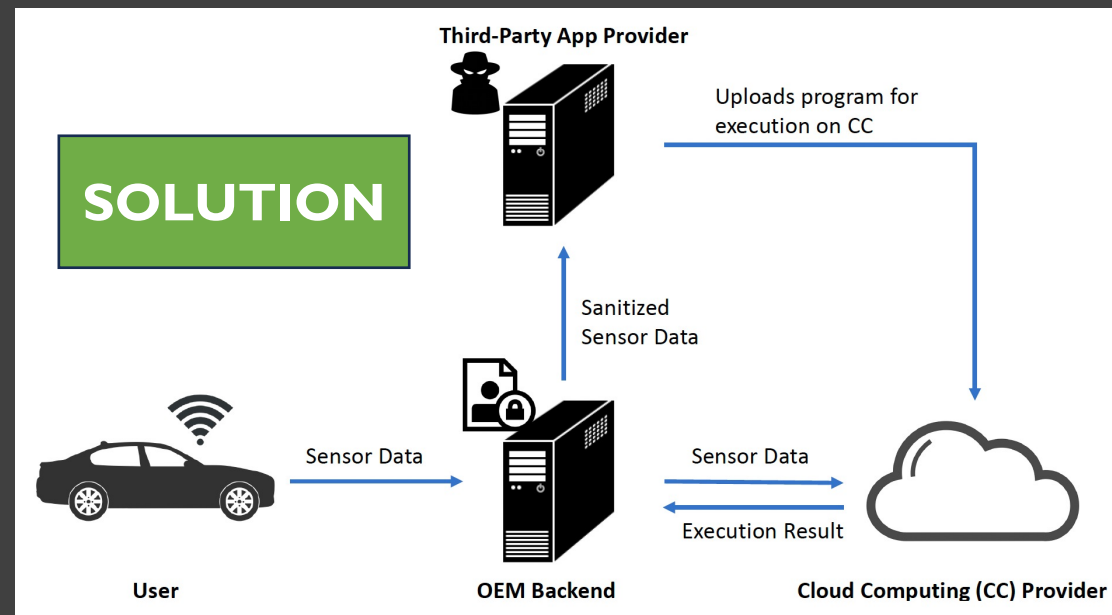 Third-Party App Provider
Uploads program for
execution on CC
SOLUTION
Sanitized
Sensor Data
Sensor Data
Sensor Data
Execution Result
User
OEM Backend
Cloud Computing (CC) Provider